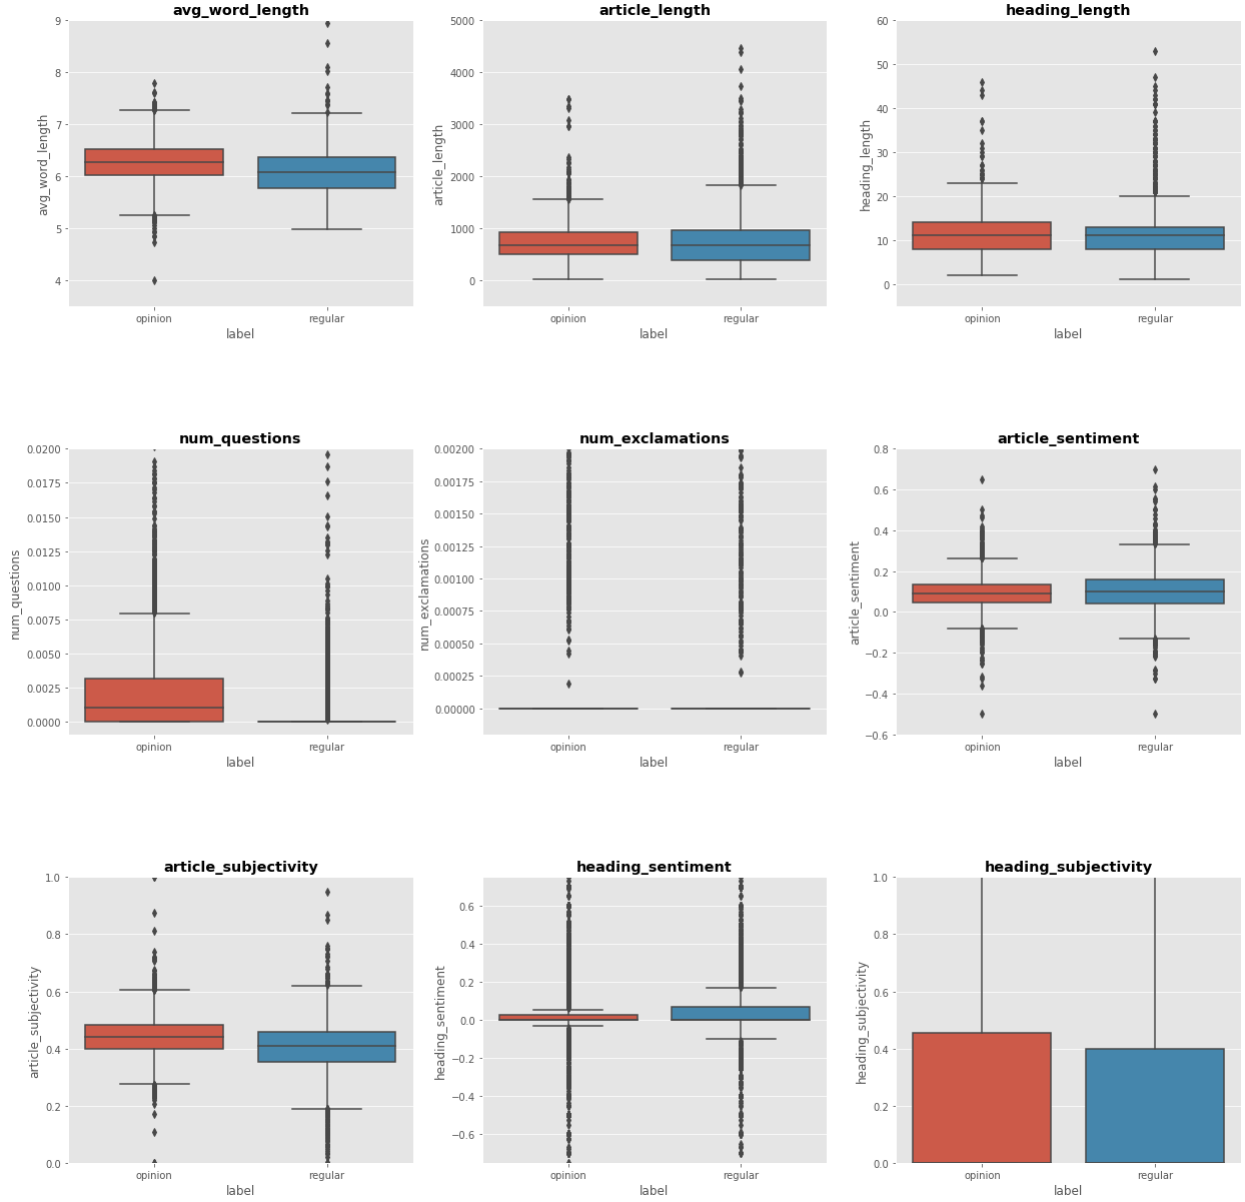 avg_word_length
9
8
7
6
5
4
avg_word_length
opinion
regular
label
article_length
5000
4000
3000
2000
1000
0
article_length
opinion
regular
label
heading_length
60
50
40
30
20
10
0
heading_length
opinion
regular
label
num_questions
0.0200
0.0175
0.0150
0.0125
0.0100
0.0075
0.0050
0.0025
0.0000
num_questions
opinion
regular
label
num_exclamations
0.00200
0.00175
0.00150
0.00125
0.00100
0.00075
0.00050
0.00025
0.00000
num_exclamations
opinion
regular
label
article_sentiment
0.8
0.6
0.4
0.2
0.0
−0.2
−0.4
−0.6
article_sentiment
opinion
regular
label
article_subjectivity
1.0
0.8
0.6
0.4
0.2
0.0
article_subjectivity
opinion
regular
label
heading_sentiment
0.6
0.4
0.2
0.0
−0.2
−0.4
−0.6
heading_sentiment
opinion
regular
label
heading_subjectivity
1.0
0.8
0.6
0.4
0.2
0.0
heading_subjectivity
opinion
regular
label